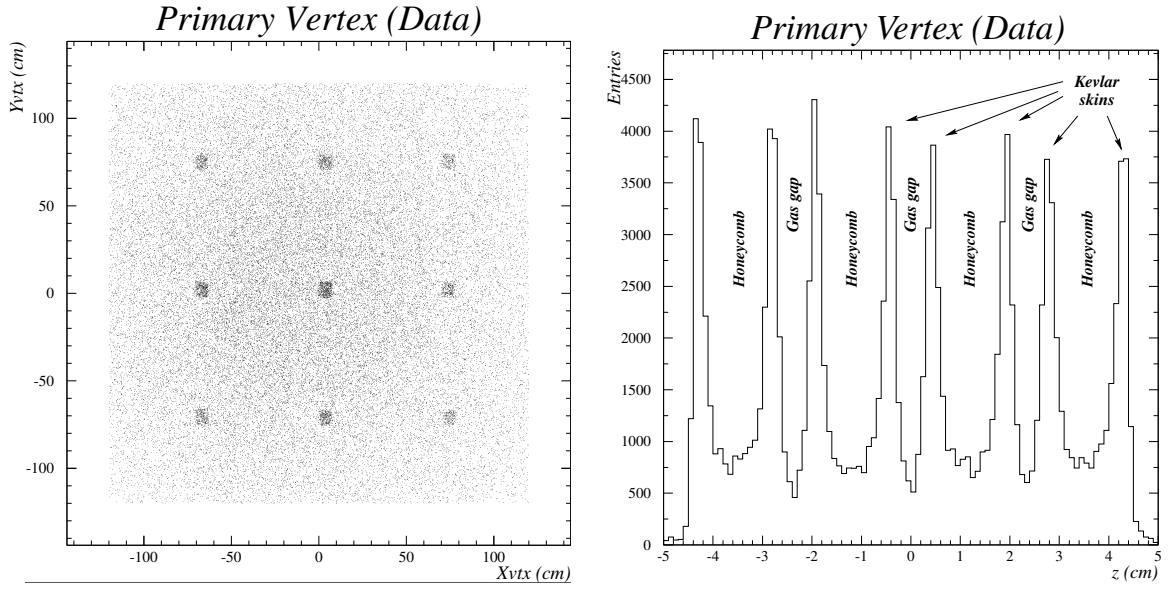 Primary Vertex (Data)
Yvtx (cm)
100
50
0
-50
-100
-100
-50
0
50
100
Xvtx (cm)
Primary Vertex (Data)
Entries
4500
4000
3500
3000
2500
2000
1500
1000
500
0
Kevlar
skins
Honeycomb
Gas gap
Honeycomb
Gas gap
Honeycomb
Gas gap
Honeycomb
-5
-4
-3
-2
-1
0
1
2
3
4
5
z (cm)